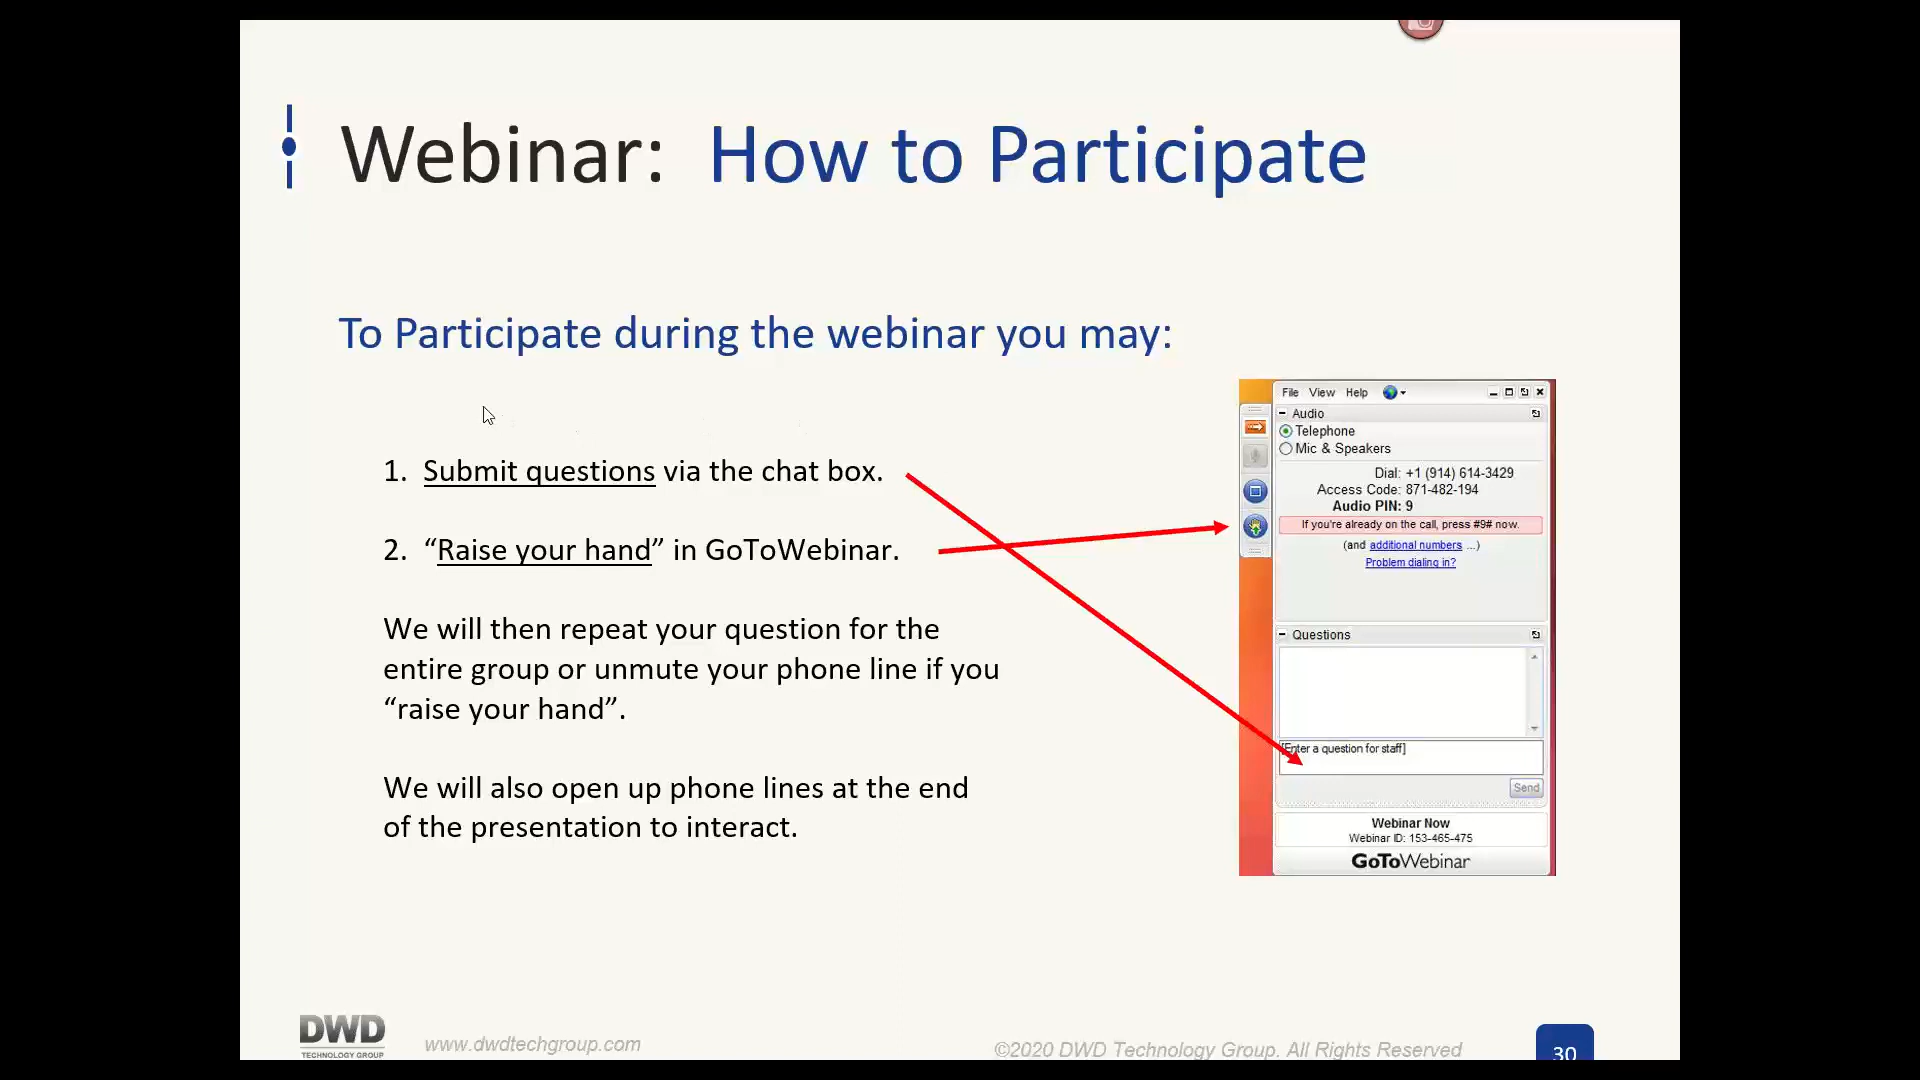 Webinar: How to Participate
To Participate during the webinar you may:
1. Submit questions via the chat box.
2. “Raise your hand” in GoToWebinar.
We will then repeat your question for the
entire group or unmute your phone line if you
“raise your hand”.
We will also open up phone lines at the end
of the presentation to interact.
File View Help
Audio
Telephone
Mic & Speakers
Dial: +1 (914) 614-3429
Access Code: 871-482-194
Audio PIN: 9
If you're already on the call, press #9# now.
(and additional numbers ...)
Problem dialing in?
Questions
[Enter a question for staff]
Send
Webinar Now
Webinar ID: 153-465-475
GoToWebinar
DWD
TECHNOLOGY GROUP
www.dwdtechgroup.com
©2020 DWD Technology Group. All Rights Reserved
30